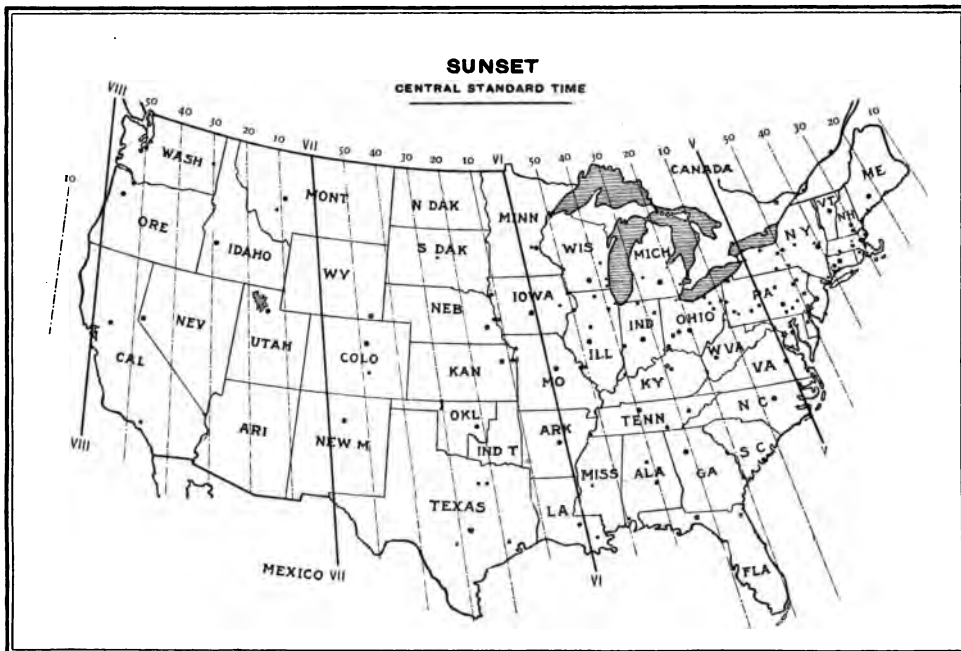 SUNSET
CENTRAL STANDARD TIME
VIII 50 40 30 20 10 VII 50 40 30 20 10 VI 50 40 30 20 10 V 50 40 30 20 10
WASH
MONT
N DAK
MINN
CANADA
ME
VT
NH
ORE
IDAHO
S DAK
WIS
MICH
N Y
WY
NEB
IOWA
PA
NEV
UTAH
COLO
KAN
ILL
IND
OHIO
W VA
VA
CAL
MO
KY
ARI
NEW M
OKL
IND T
ARK
TENN
N C
S C
MISS
ALA
GA
TEXAS
LA
FLA
MEXICO
VIII
VII
VI
V